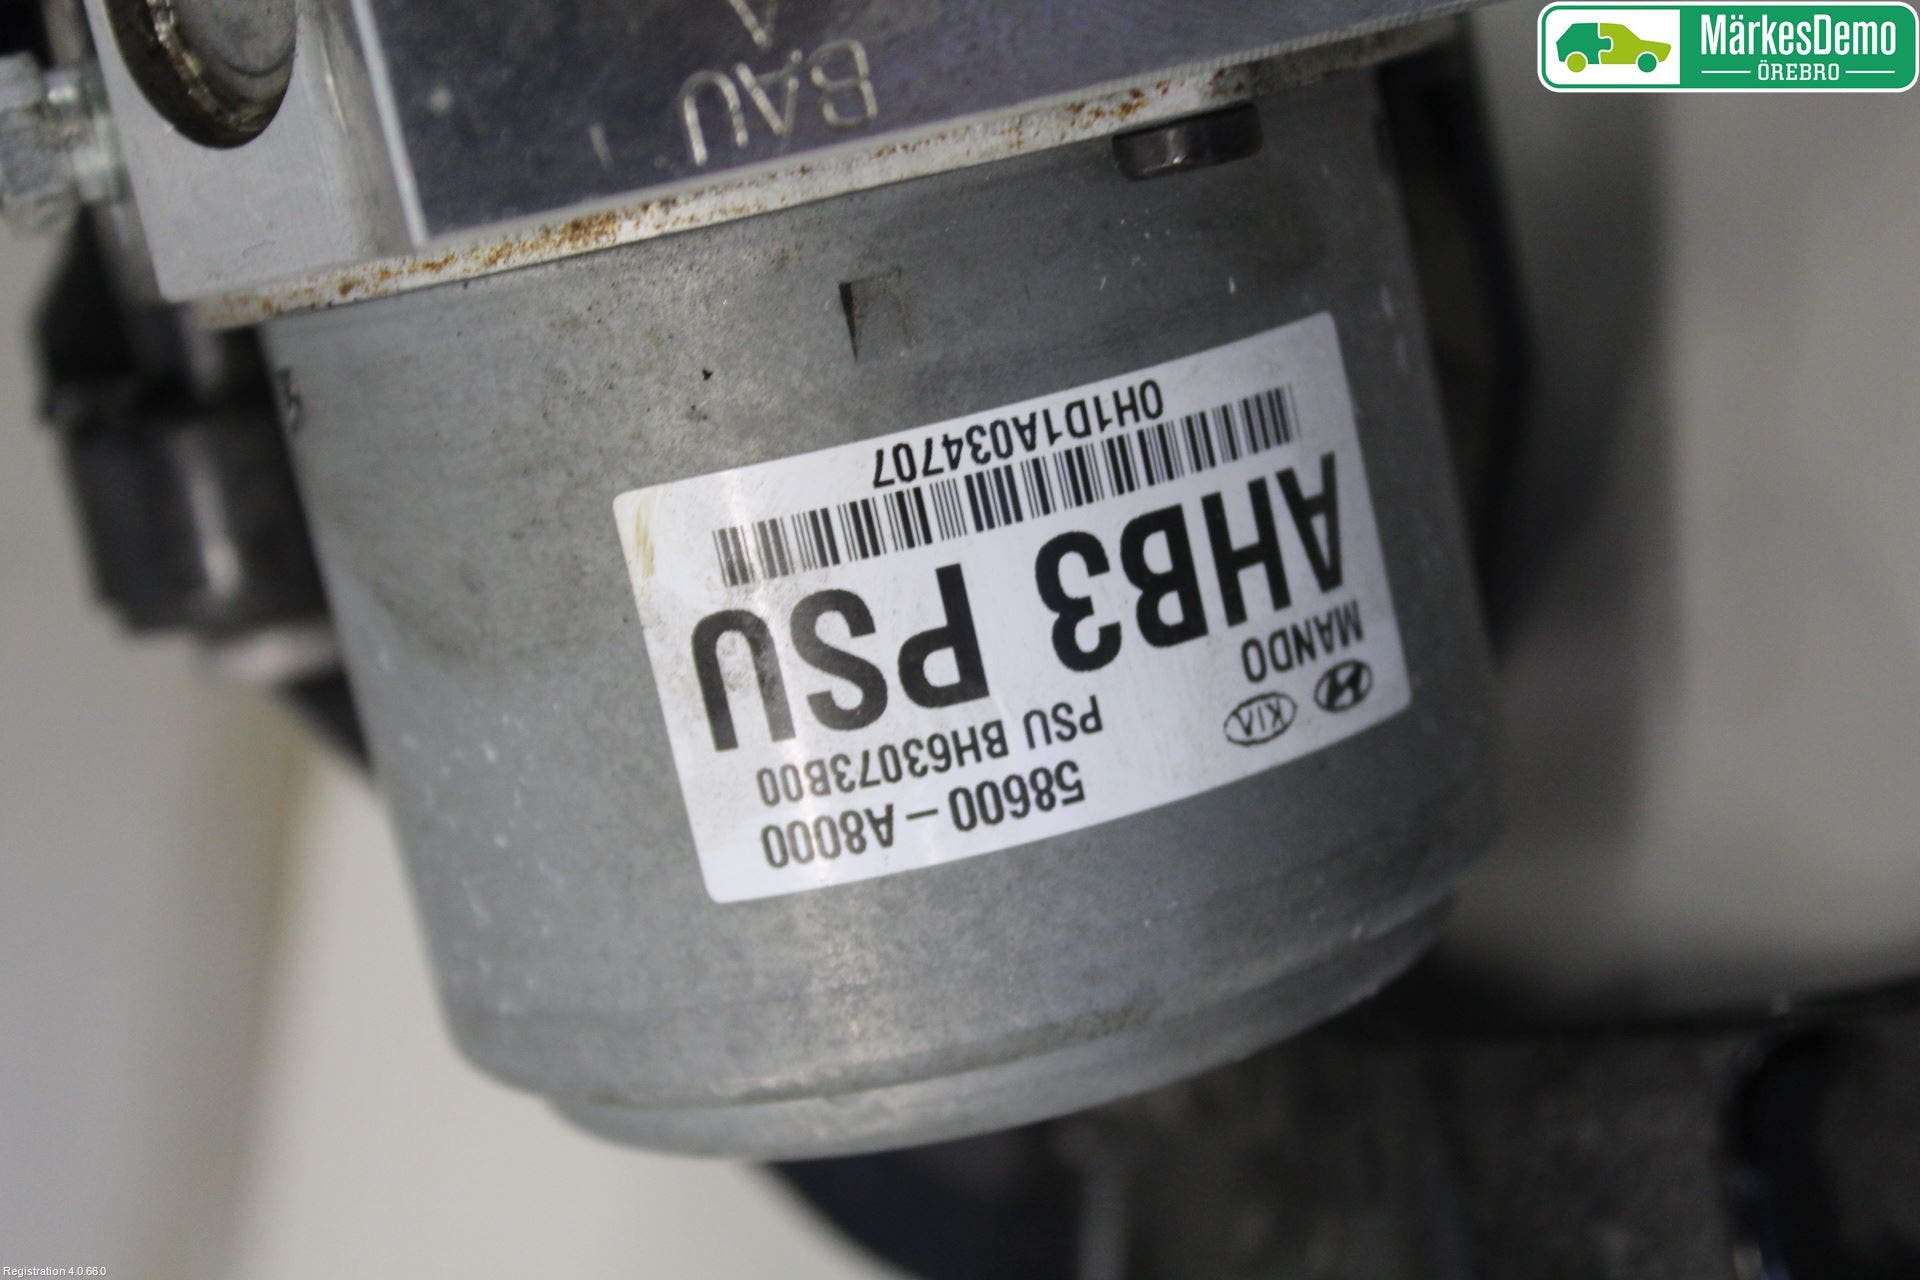 MärkesDemo
ÖREBRO
BAU
A
58600-A8000
PSU BH63073B00
KIA
MANDO
AHB3 PSU
0H1D1A034707
Registration 4.0.66.0